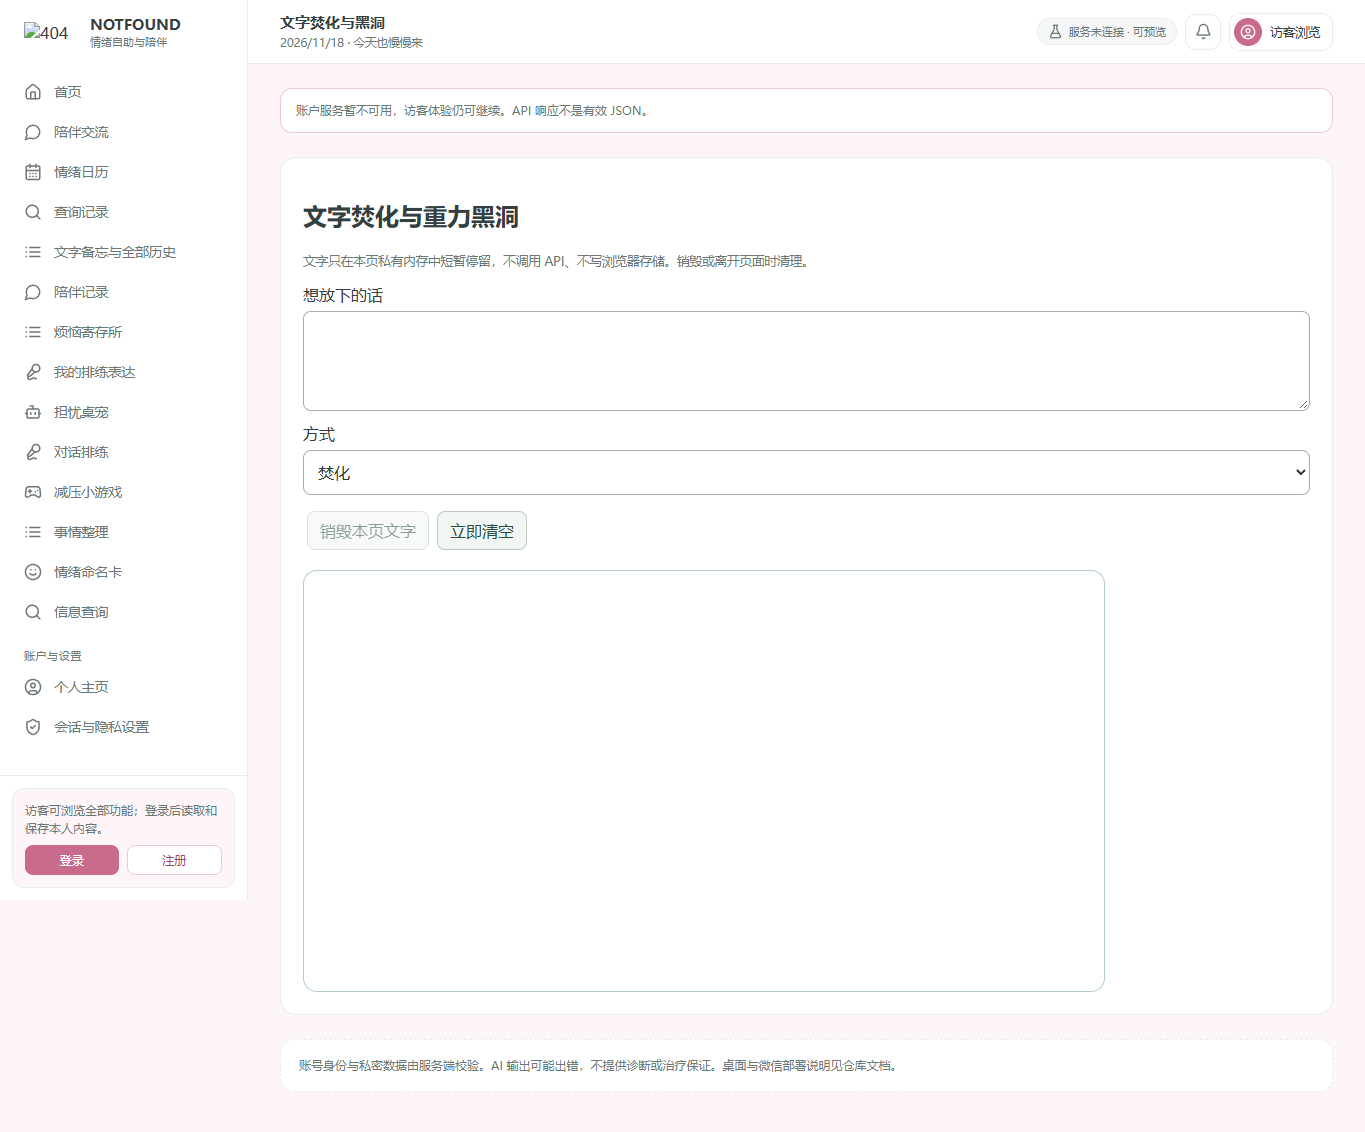 404
NOTFOUND
情绪自助与陪伴
首页
陪伴交流
情绪日历
查询记录
文字备忘与全部历史
陪伴记录
烦恼寄存所
我的排练表达
担忧桌宠
对话排练
减压小游戏
事情整理
情绪命名卡
信息查询
账户与设置
个人主页
会话与隐私设置
访客可浏览全部功能；登录后读取和
保存本人内容。
登录
注册
文字焚化与黑洞
2026/11/18 · 今天也慢慢来
服务未连接 · 可预览
访客浏览
账户服务暂不可用，访客体验仍可继续。API 响应不是有效 JSON。
文字焚化与重力黑洞
文字只在本页私有内存中短暂停留，不调用 API、不写浏览器存储。销毁或离开页面时清理。
想放下的话
方式
焚化
销毁本页文字
立即清空
账号身份与私密数据由服务端校验。AI 输出可能出错，不提供诊断或治疗保证。桌面与微信部署说明见仓库文档。